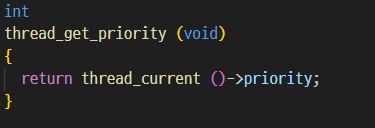 int
thread_get_priority (void)
{
  return thread_current ()->priority;
}